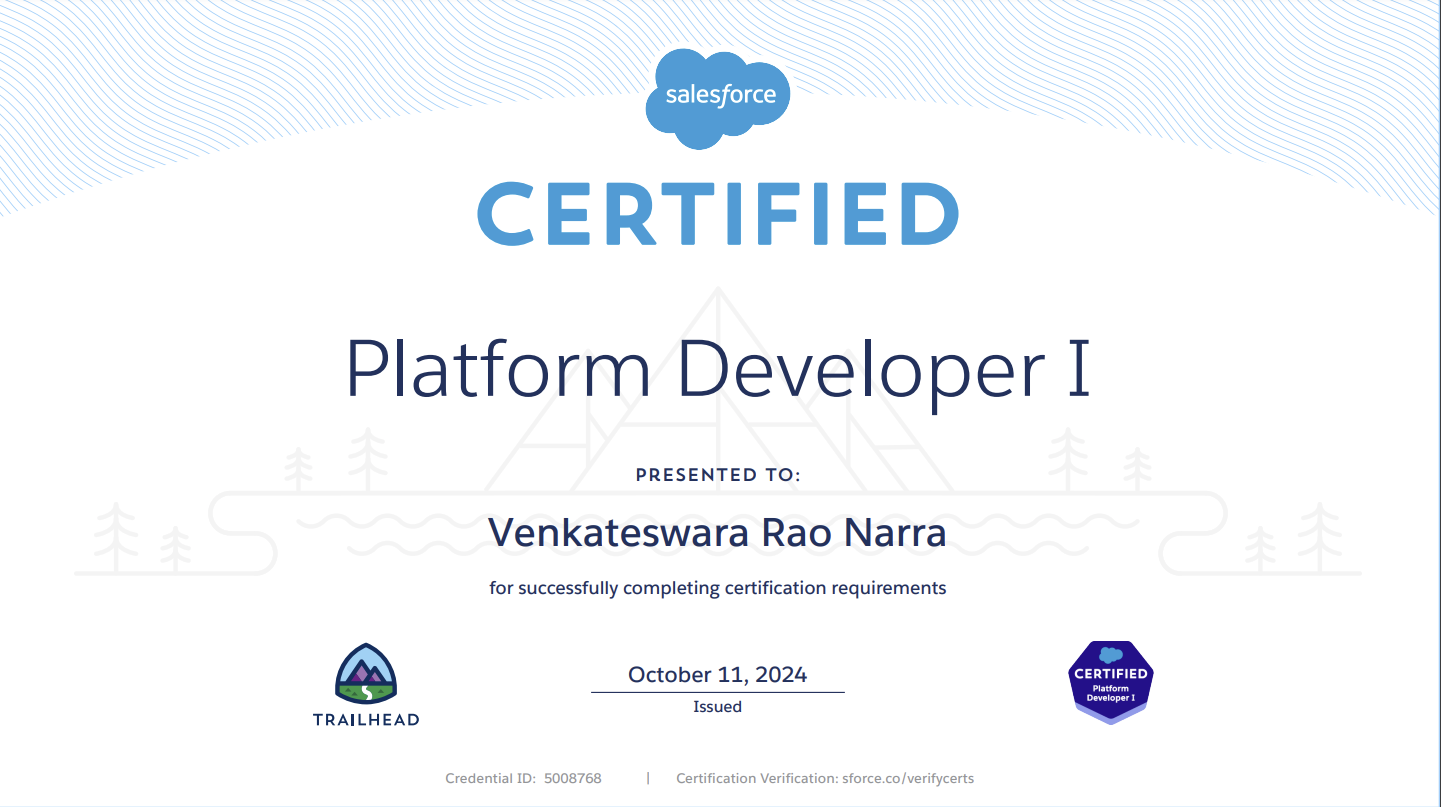 salesforce
CERTIFIED
Platform Developer I
PRESENTED TO:
Venkateswara Rao Narra
for successfully completing certification requirements
TRAILHEAD
October 11, 2024
Issued
CERTIFIED
Platform
Developer I
Credential ID: 5008768 | Certification Verification: sforce.co/verifycerts